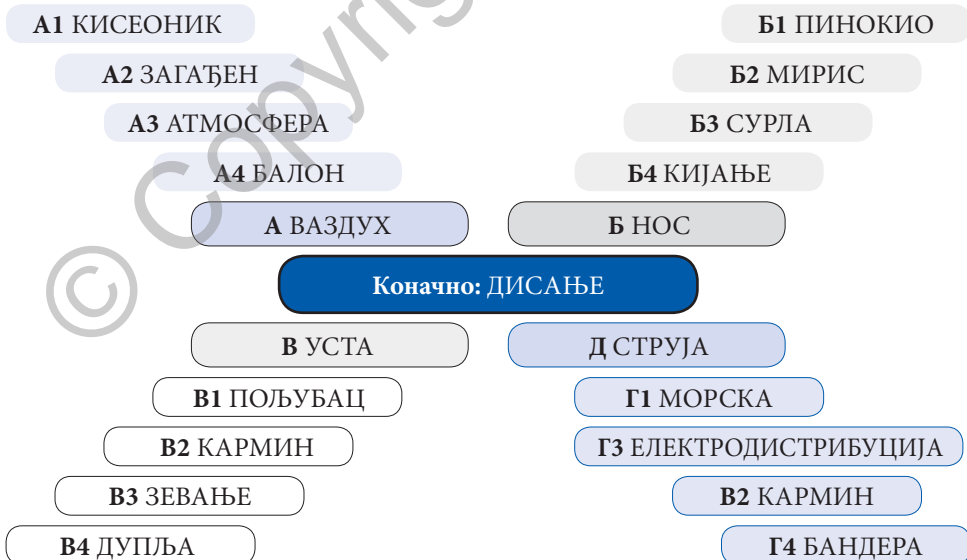 А1 КИСЕОНИК
Б1 ПИНОКИО
А2 ЗАГАЂЕН
Б2 МИРИС
А3 АТМОСФЕРА
Б3 СУРЛА
А4 БАЛОН
Б4 КИЈАЊЕ
А ВАЗДУХ
Б НОС
Коначно: ДИСАЊЕ
В УСТА
Д СТРУЈА
В1 ПОЉУБАЦ
Г1 МОРСКА
В2 КАРМИН
Г3 ЕЛЕКТРОДИСТРИБУЦИЈА
В3 ЗЕВАЊЕ
В2 КАРМИН
В4 ДУПЉА
Г4 БАНДЕРА
© Copyrig